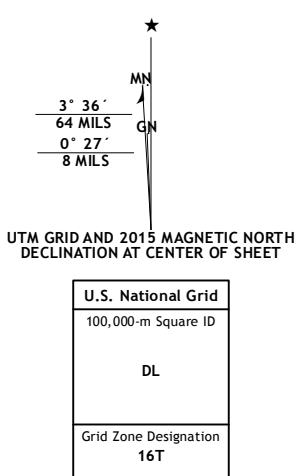 MN
3° 36´
64 MILS
GN
0° 27´
8 MILS
UTM GRID AND 2015 MAGNETIC NORTH
DECLINATION AT CENTER OF SHEET
U.S. National Grid
100,000-m Square ID
DL
Grid Zone Designation
16T